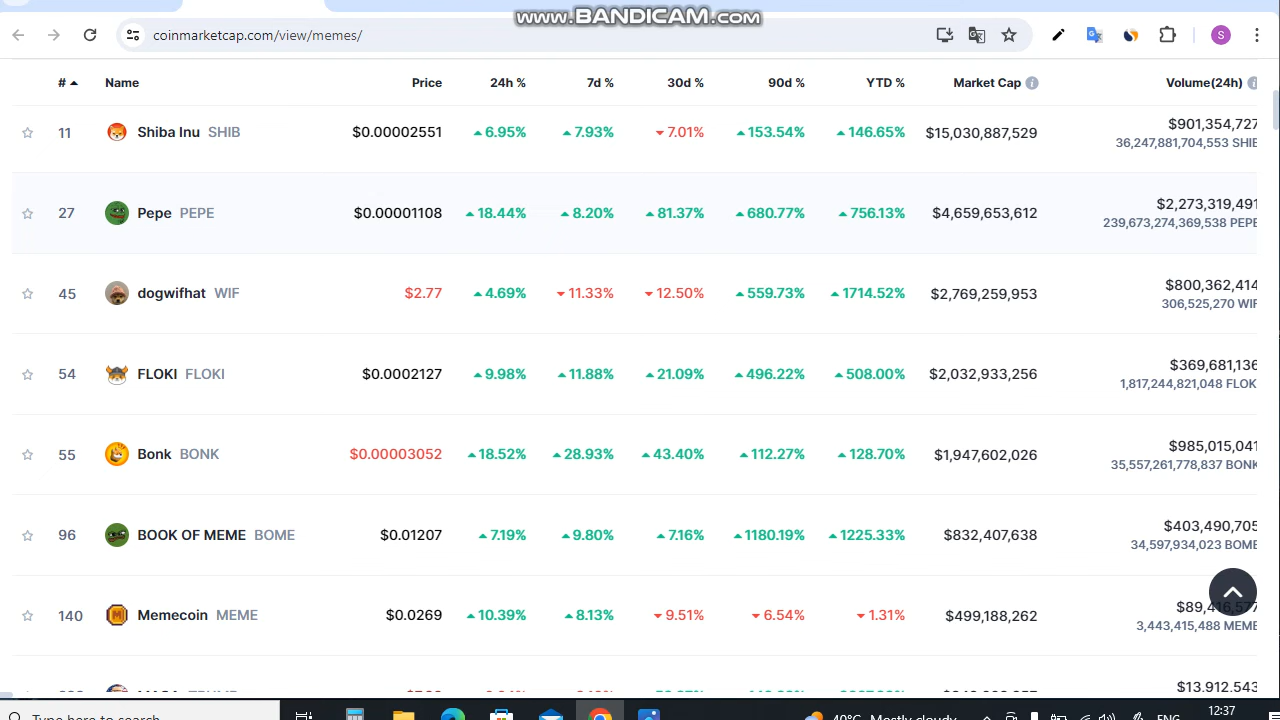 www.BANDICAM.com
coinmarketcap.com/view/memes/
S
# Name Price 24h % 7d % 30d % 90d % YTD % Market Cap Volume(24h)
11 Shiba Inu SHIB $0.00002551 6.95% 7.93% 7.01% 153.54% 146.65% $15,030,887,529 $901,354,727
36,247,881,704,553 SHIB
27 Pepe PEPE $0.00001108 18.44% 8.20% 81.37% 680.77% 756.13% $4,659,653,612 $2,273,319,491
239,673,274,369,538 PEPE
45 dogwifhat WIF $2.77 4.69% 11.33% 12.50% 559.73% 1714.52% $2,769,259,953 $800,362,414
306,525,270 WIF
54 FLOKI FLOKI $0.0002127 9.98% 11.88% 21.09% 496.22% 508.00% $2,032,933,256 $369,681,136
1,817,244,821,048 FLOK
55 Bonk BONK $0.00003052 18.52% 28.93% 43.40% 112.27% 128.70% $1,947,602,026 $985,015,041
35,557,261,778,837 BONK
96 BOOK OF MEME BOME $0.01207 7.19% 9.80% 7.16% 1180.19% 1225.33% $832,407,638 $403,490,705
34,597,934,023 BOME
140 Memecoin MEME $0.0269 10.39% 8.13% 9.51% 6.54% 1.31% $499,188,262 $89,416,577
3,443,415,488 MEME
$13,912,543
Type here to search 40°C Mostly cloudy ENG 12:37